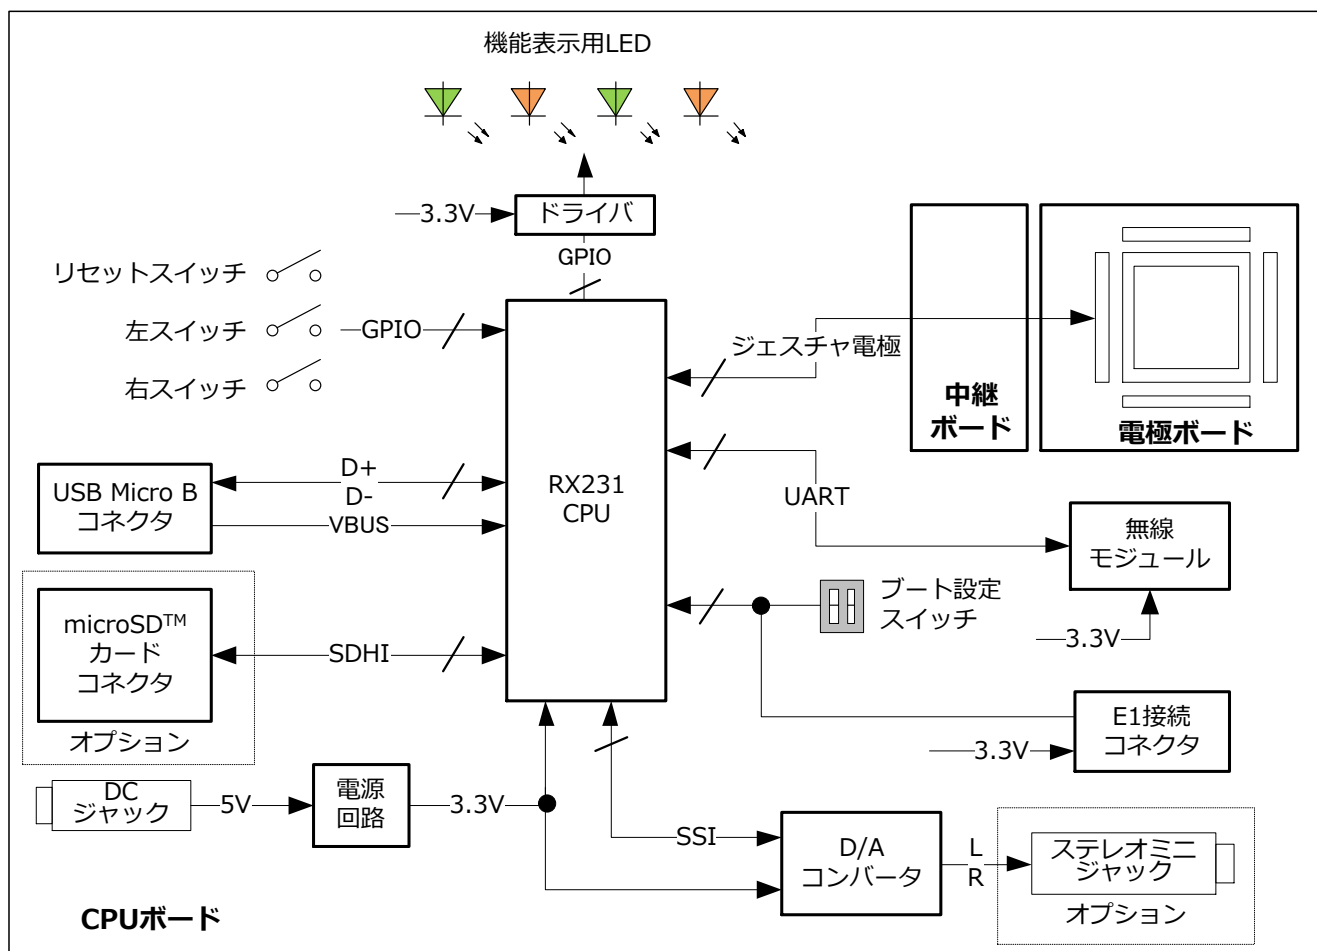 機能表示用LED
3.3V
ドライバ
GPIO
リセットスイッチ
左スイッチ
GPIO
右スイッチ
ジェスチャ電極
中継
ボード
電極ボード
USB Micro B
コネクタ
D+
D-
VBUS
RX231
CPU
UART
無線
モジュール
3.3V
ブート設定
スイッチ
microSD™
カード
コネクタ
オプション
SDHI
E1接続
コネクタ
3.3V
DC
ジャック
5V
電源
回路
3.3V
SSI
D/A
コンバータ
L
R
ステレオミニ
ジャック
オプション
CPUボード